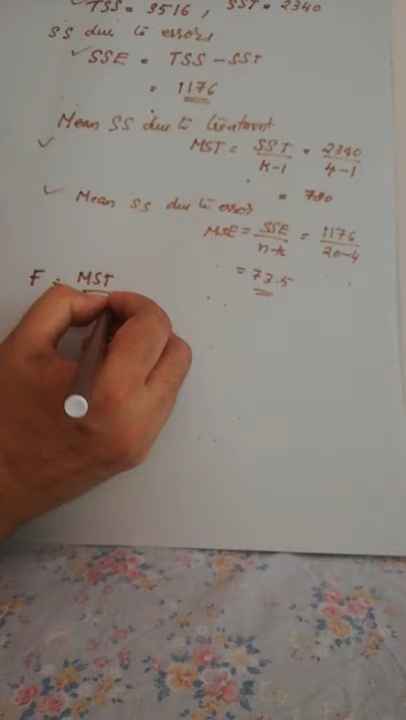 TSS = 3516 , SST = 2340
SS due to errors
✓ SSE = TSS - SST
= 1176
Mean SS due to treatment
✓ MST = SST / k-1 = 2340 / 4-1
= 780
✓ Mean SS due to error
MSE = SSE / n-k = 1176 / 20-4
= 73.5
F = MST